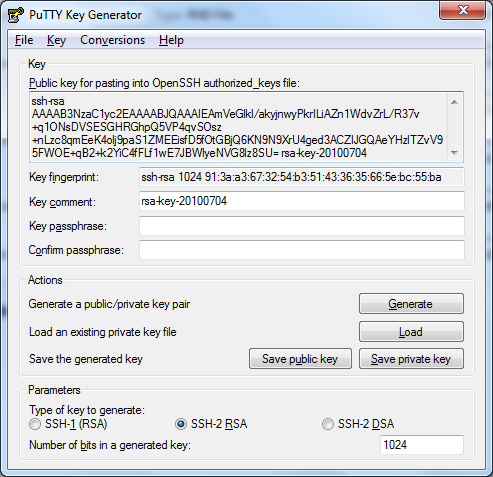 PuTTY Key Generator
File Key Conversions Help
Key
Public key for pasting into OpenSSH authorized_keys file:
ssh-rsa
AAAAB3NzaC1yc2EAAAABJQAAAIEAmVeGlkI/akyjnwyPkrILiAZn1WdvZrL/R37v
+q1ONsDVSESGHRGhpQ5VP4qvSOsz
+nLzc8qmEeK4olj9paS1ZMEEisfD5fOtGBjQ6KN9N9XrU4ged3ACZlJGQAeYHzITZvV9
5FWOE+qB2+k2YiC4fFLf1wE7JBWlyeNVG8Iz8SU= rsa-key-20100704
Key fingerprint: ssh-rsa 1024 91:3a:a3:67:32:54:b3:51:43:36:35:66:5e:bc:55:ba
Key comment: rsa-key-20100704
Key passphrase:
Confirm passphrase:
Actions
Generate a public/private key pair Generate
Load an existing private key file Load
Save the generated key Save public key Save private key
Parameters
Type of key to generate:
SSH-1 (RSA) SSH-2 RSA SSH-2 DSA
Number of bits in a generated key: 1024